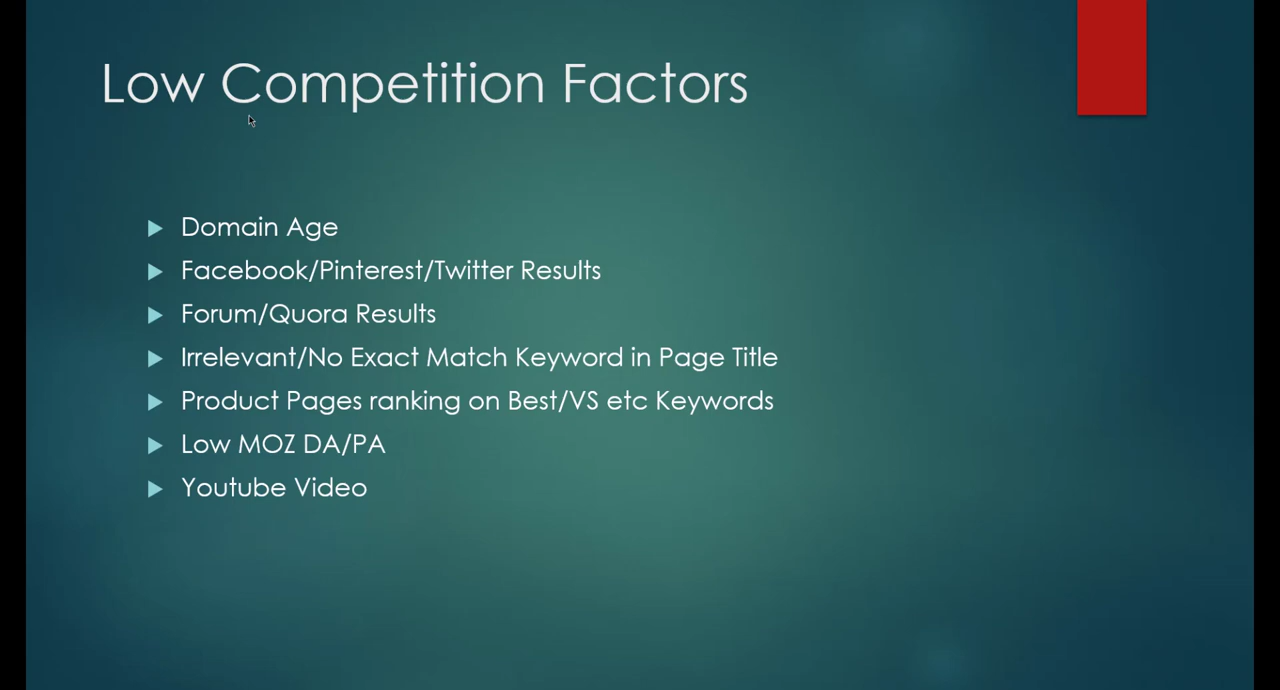 Low Competition Factors
Domain Age
Facebook/Pinterest/Twitter Results
Forum/Quora Results
Irrelevant/No Exact Match Keyword in Page Title
Product Pages ranking on Best/VS etc Keywords
Low MOZ DA/PA
Youtube Video